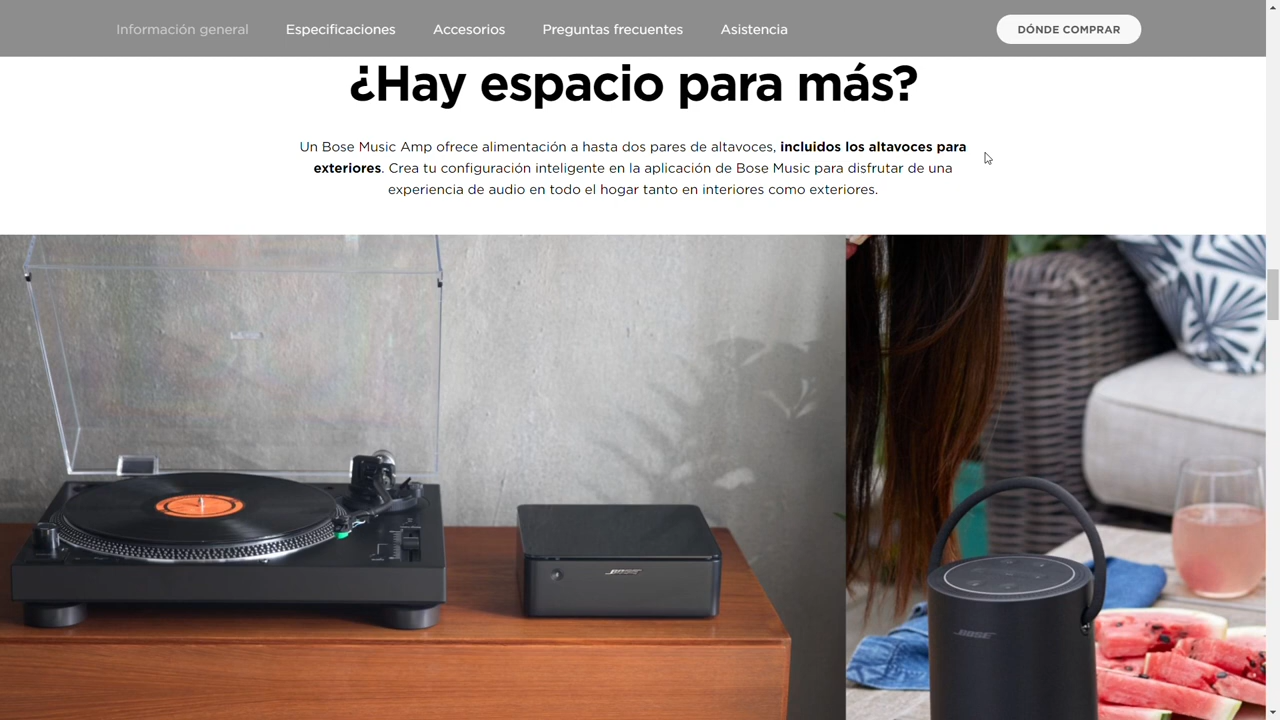 Información general Especificaciones Accesorios Preguntas frecuentes Asistencia DÓNDE COMPRAR
¿Hay espacio para más?
Un Bose Music Amp ofrece alimentación a hasta dos pares de altavoces, incluidos los altavoces para
exteriores. Crea tu configuración inteligente en la aplicación de Bose Music para disfrutar de una
experiencia de audio en todo el hogar tanto en interiores como exteriores.
BOSE
BOSE